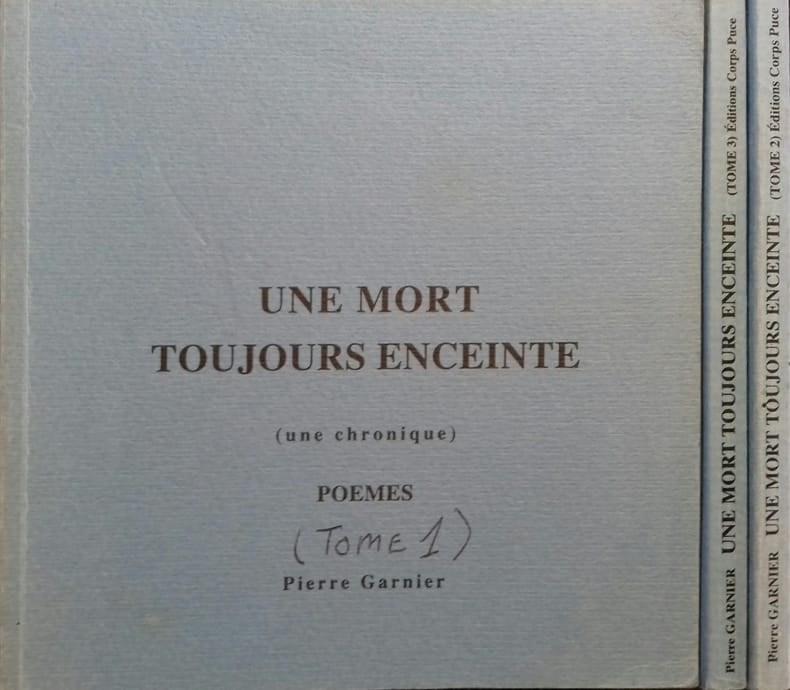 UNE MORT
TOUJOURS ENCEINTE
(une chronique)
POEMES
(TOME 1)
Pierre Garnier
Pierre GARNIER UNE MORT TOUJOURS ENCEINTE (TOME 3) Éditions Corps Puce
Pierre GARNIER UNE MORT TOUJOURS ENCEINTE (TOME 2) Éditions Corps Puce